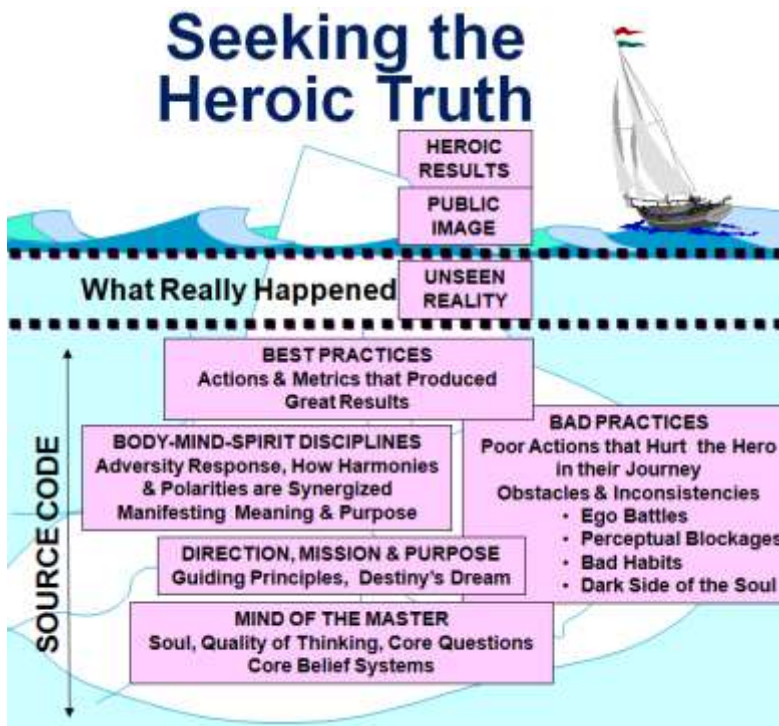 Seeking the
Heroic Truth
HEROIC
RESULTS
PUBLIC
IMAGE
What Really Happened
UNSEEN
REALITY
SOURCE CODE
BEST PRACTICES
Actions & Metrics that Produced
Great Results
BODY-MIND-SPIRIT DISCIPLINES
Adversity Response, How Harmonies
& Polarities are Synergized
Manifesting Meaning & Purpose
BAD PRACTICES
Poor Actions that Hurt the Hero
in their Journey
Obstacles & Inconsistencies
• Ego Battles
• Perceptual Blockages
• Bad Habits
• Dark Side of the Soul
DIRECTION, MISSION & PURPOSE
Guiding Principles, Destiny's Dream
MIND OF THE MASTER
Soul, Quality of Thinking, Core Questions
Core Belief Systems